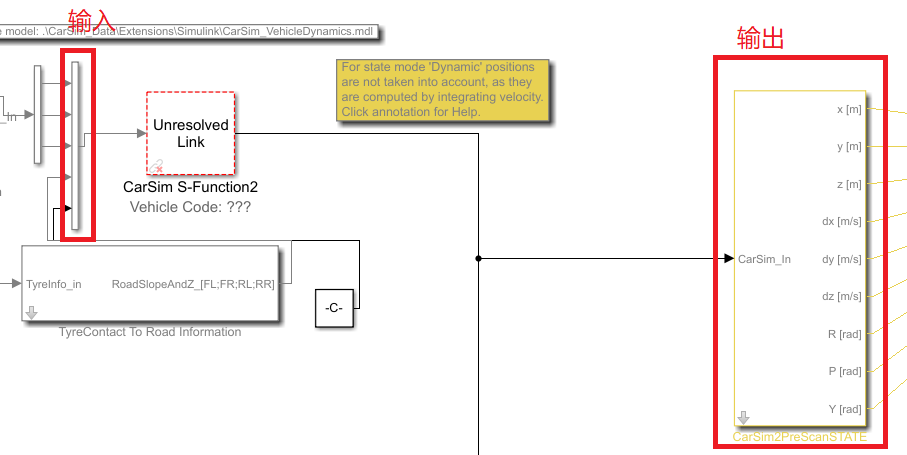 输入
e model: .\CarSim_Data\Extensions\Simulink\CarSim_VehicleDynamics.mdl
输出
For state mode 'Dynamic' positions
are not taken into account, as they
are computed by integrating velocity.
Click annotation for Help.
_In
Unresolved
Link
CarSim S-Function2
Vehicle Code: ???
TyreInfo_in
RoadSlopeAndZ_[FL;FR;RL;RR]
TyreContact To Road Information
-C-
CarSim_In
x [m]
y [m]
z [m]
dx [m/s]
dy [m/s]
dz [m/s]
R [rad]
P [rad]
Y [rad]
CarSim2PreScanSTATE